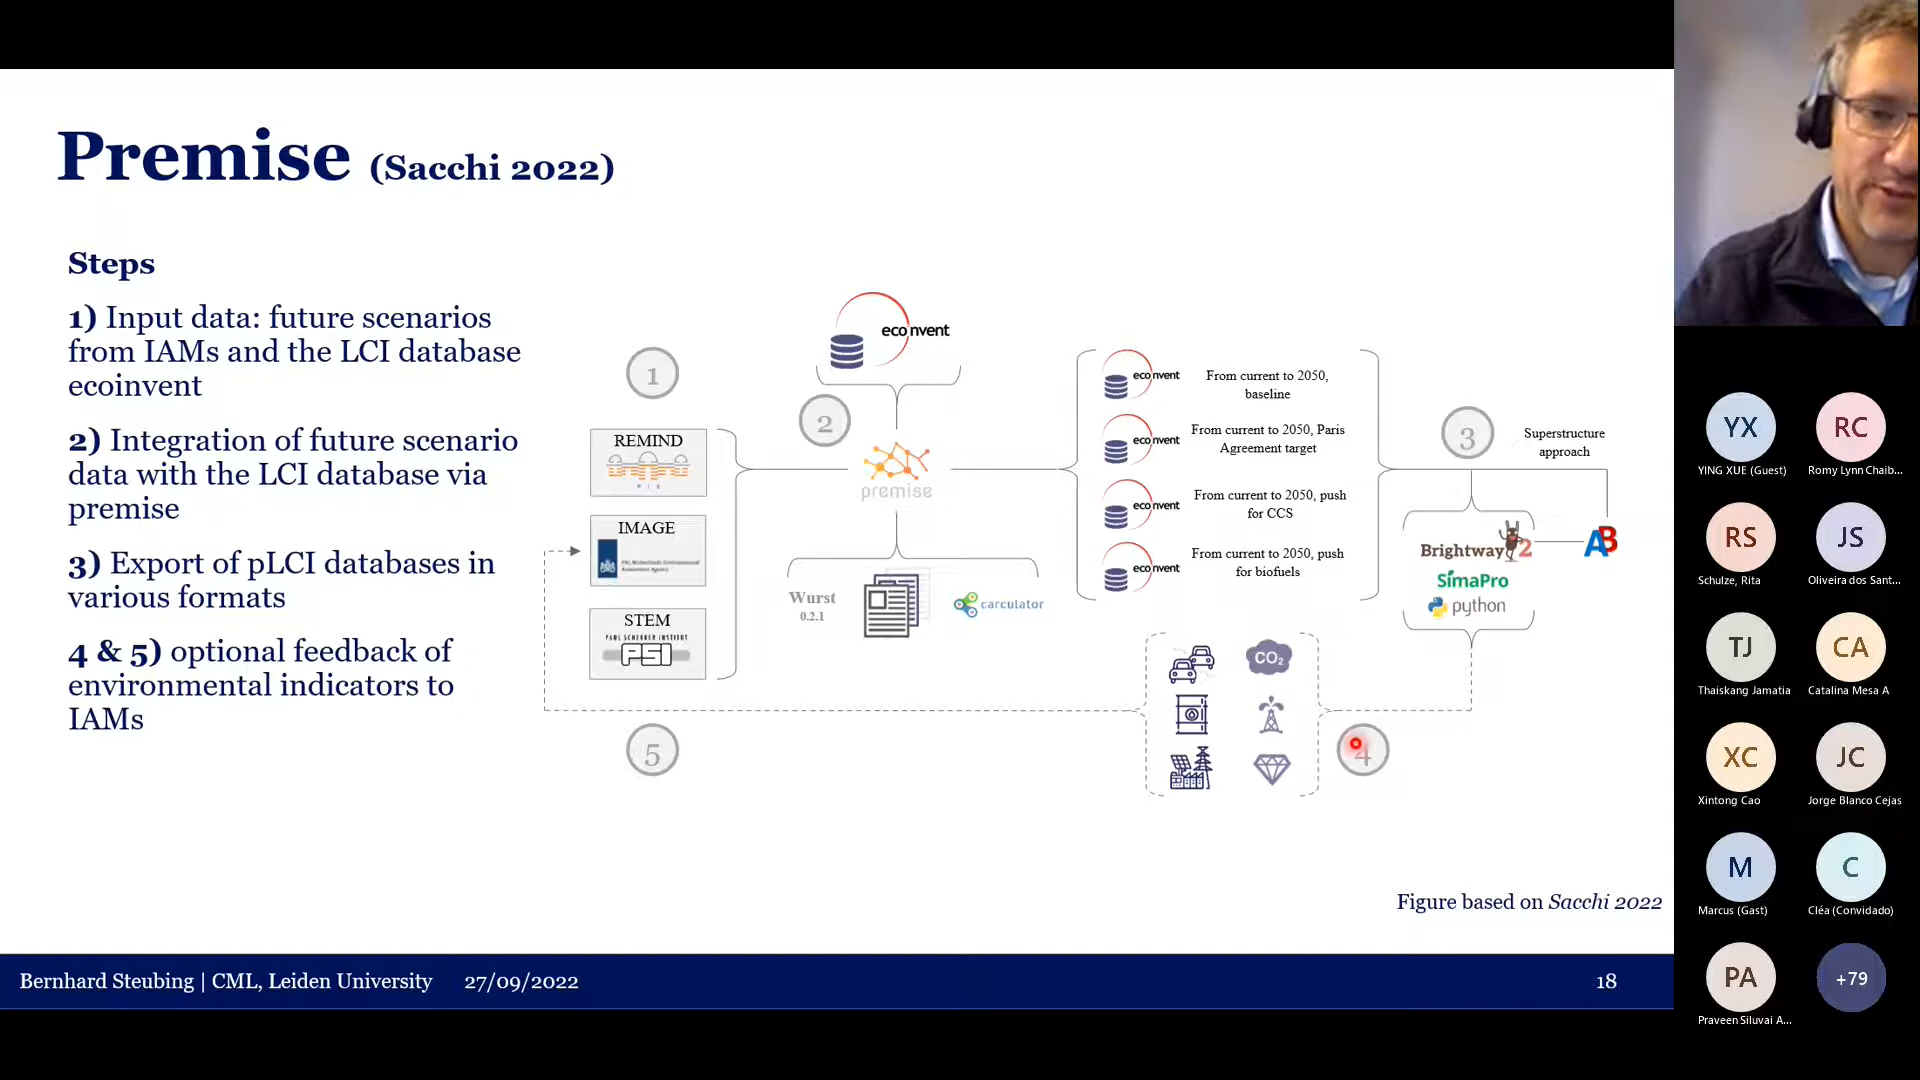 Premise (Sacchi 2022)
Steps
1) Input data: future scenarios
from IAMs and the LCI database
ecoinvent
2) Integration of future scenario
data with the LCI database via
premise
3) Export of pLCI databases in
various formats
4 & 5) optional feedback of
environmental indicators to
IAMs
1
REMIND
P I K
IMAGE
STEM
PAUL SCHERRER INSTITUT
PSI
5
ecoinvent
2
premise
Wurst
0.2.1
carculator
ecoinvent
From current to 2050,
baseline
ecoinvent
From current to 2050, Paris
Agreement target
ecoinvent
From current to 2050, push
for CCS
ecoinvent
From current to 2050, push
for biofuels
3
Superstructure
approach
Brightway2
AB
SimaPro
python
CO2
4
Figure based on Sacchi 2022
Bernhard Steubing | CML, Leiden University 27/09/2022
18
YX
YING XUE (Guest)
RC
Romy Lynn Chaib...
RS
Schulze, Rita
JS
Oliveira dos Sant...
TJ
Thaiskang Jamatia
CA
Catalina Mesa A
XC
Xintong Cao
JC
Jorge Blanco Cejas
M
Marcus (Gast)
C
Cléa (Convidado)
PA
Praveen Siluvai A...
+79